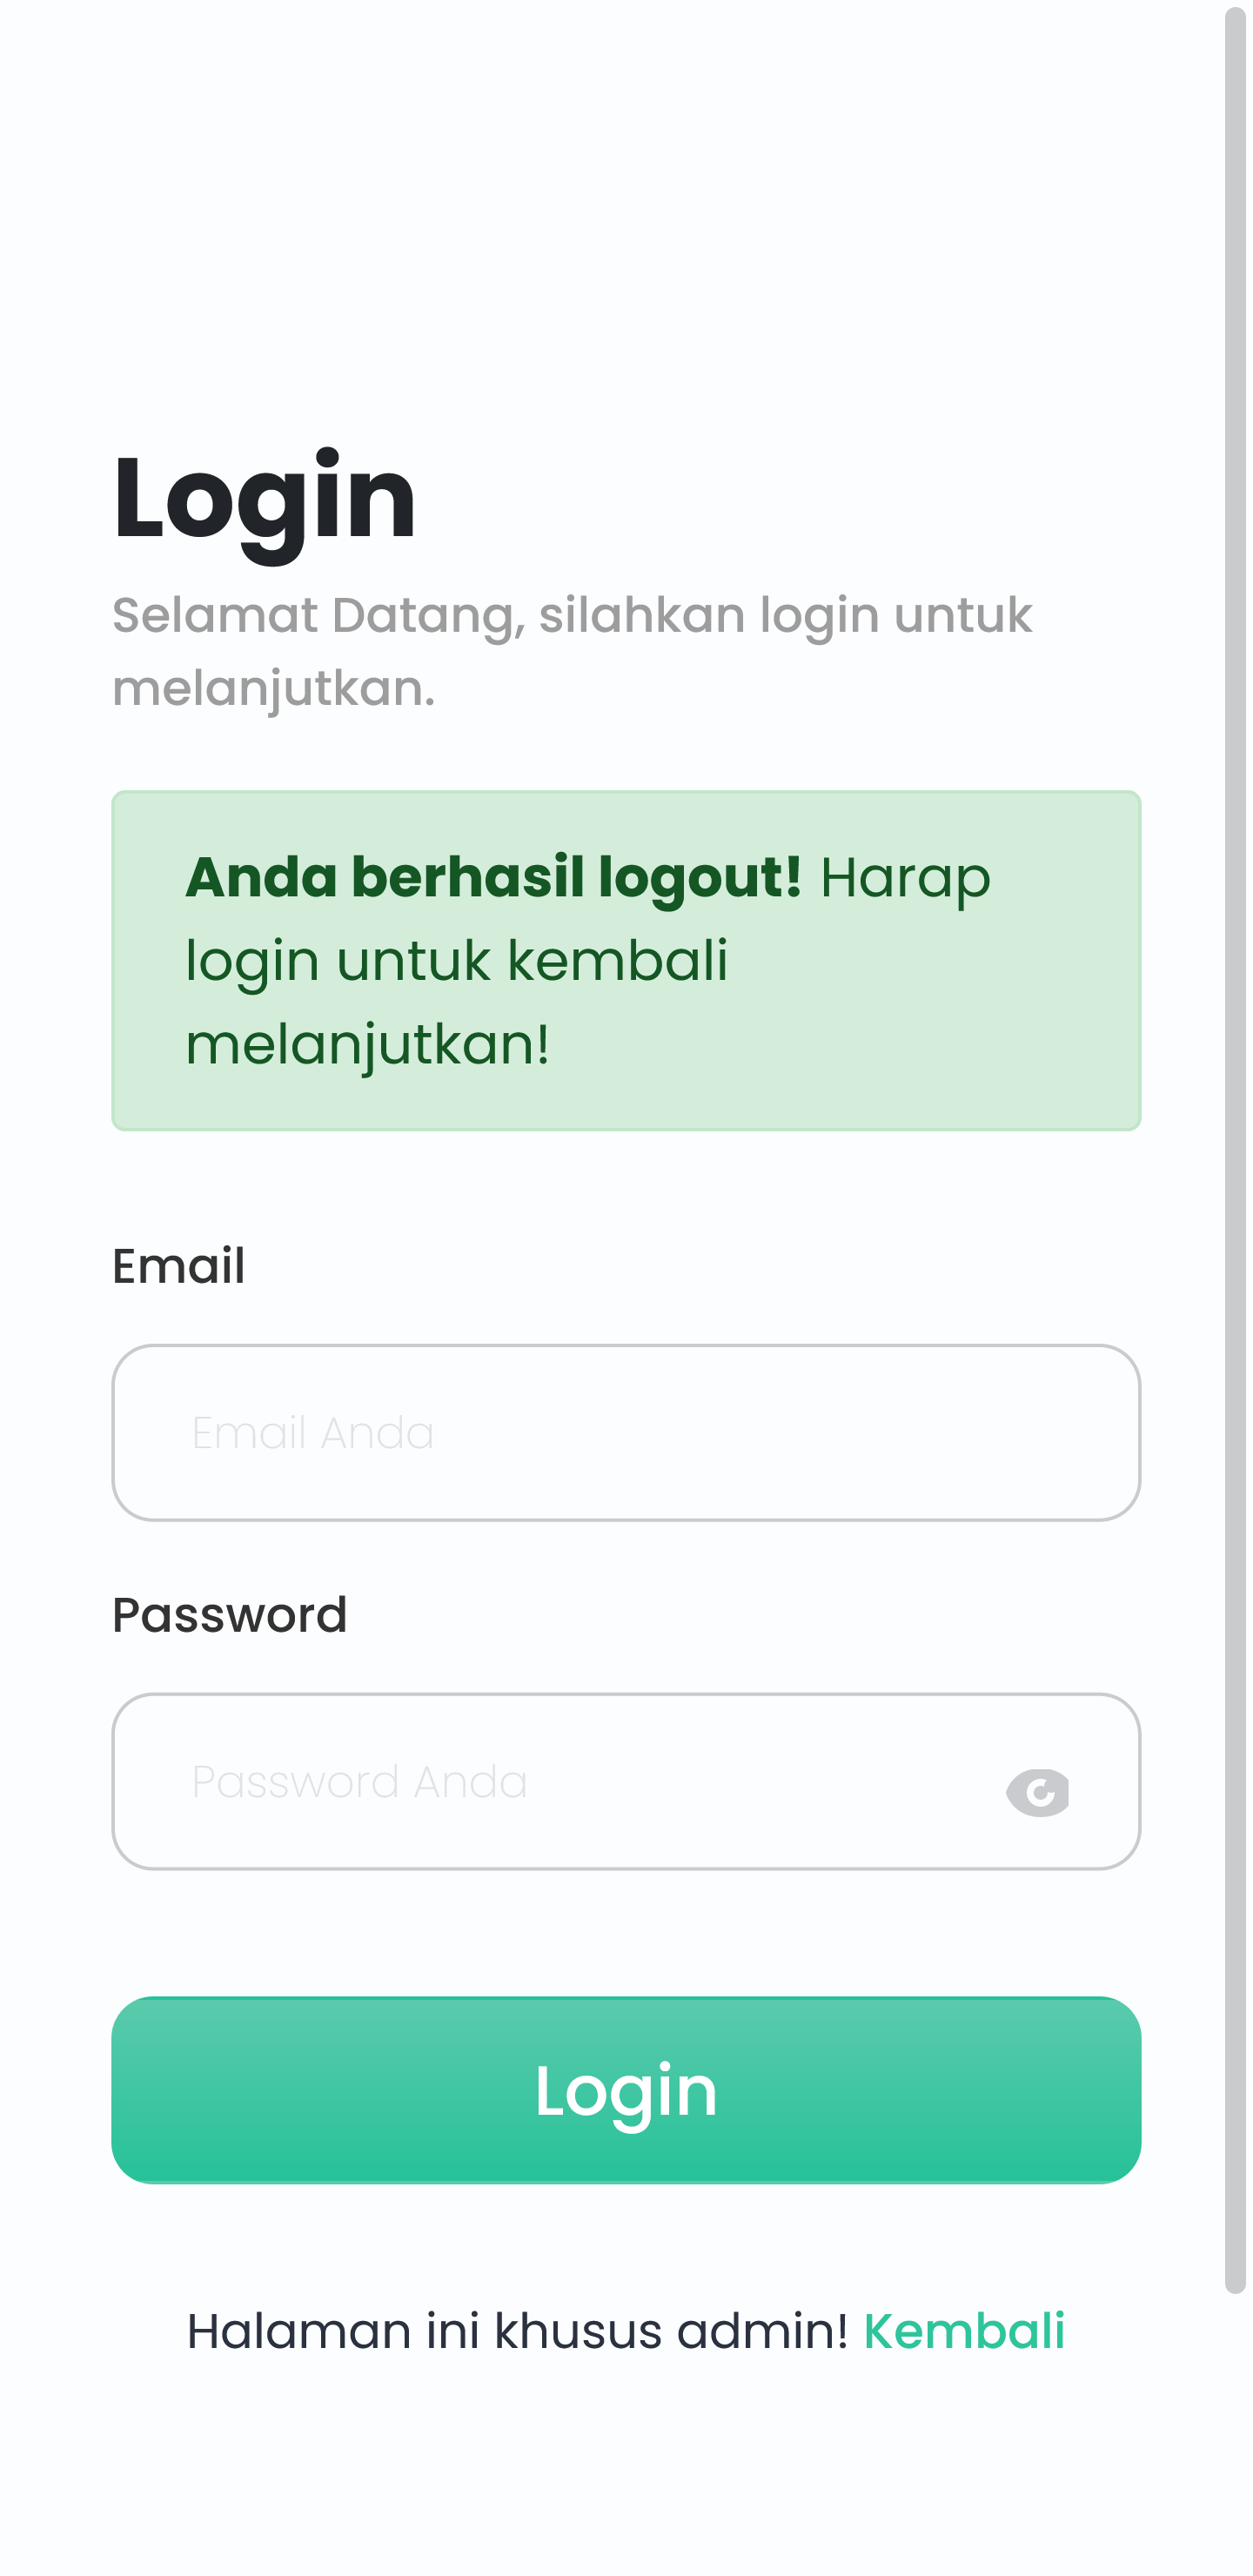 Login
Selamat Datang, silahkan login untuk
melanjutkan.
Anda berhasil logout! Harap
login untuk kembali
melanjutkan!
Email
Email Anda
Password
Password Anda
Login
Halaman ini khusus admin! Kembali